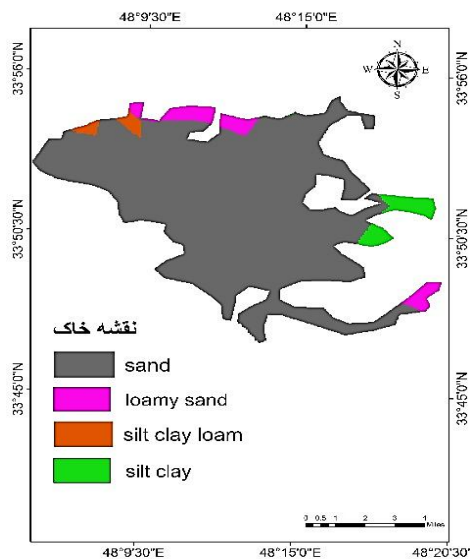 48°9'30"E 48°15'0"E
33°56'0"N
33°56'0"N
N
W E
S
33°50'30"N
33°50'30"N
33°45'0"N
33°45'0"N
نقشه خاک
sand
loamy sand
silt clay loam
silt clay
0 0.5 1 2 3 4
Miles
48°9'30"E 48°15'0"E 48°20'30"E